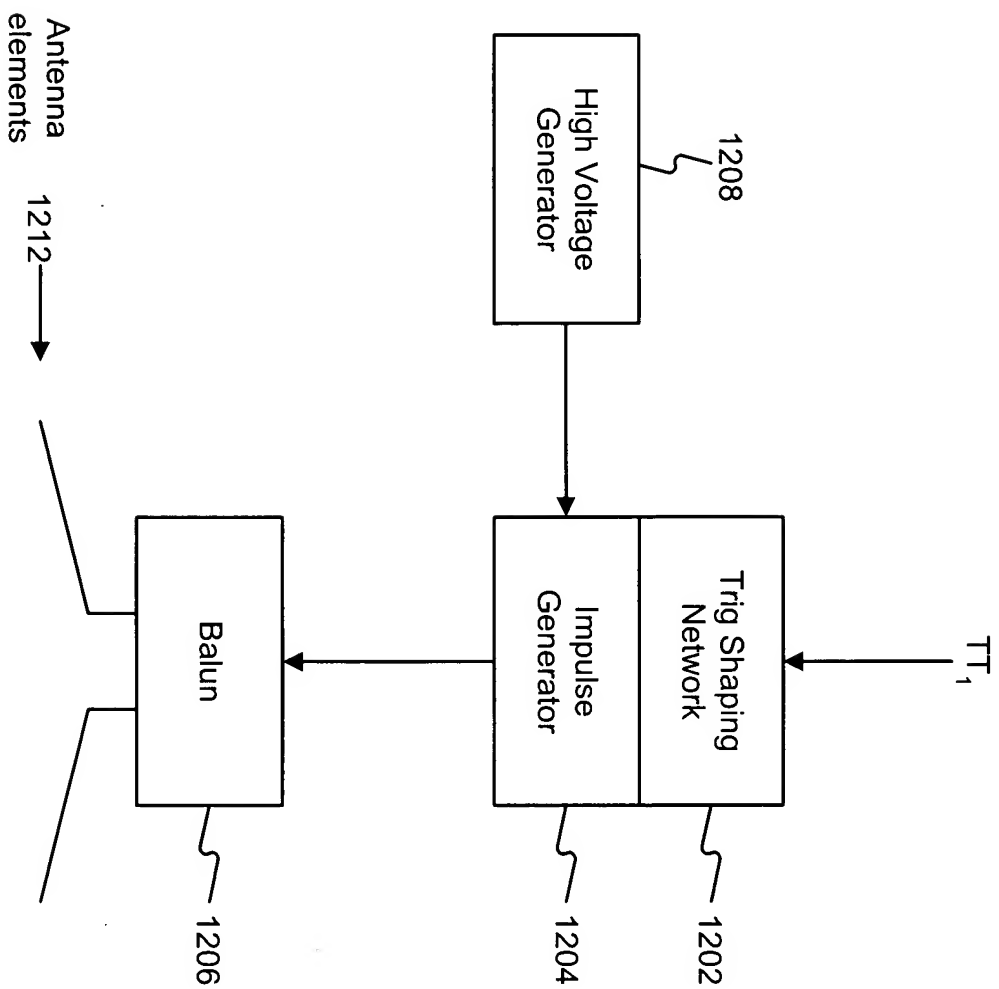 TT1
1208
Trig Shaping
Network
1202
High Voltage
Generator
Impulse
Generator
1204
Balun
1206
Antenna
elements
1212